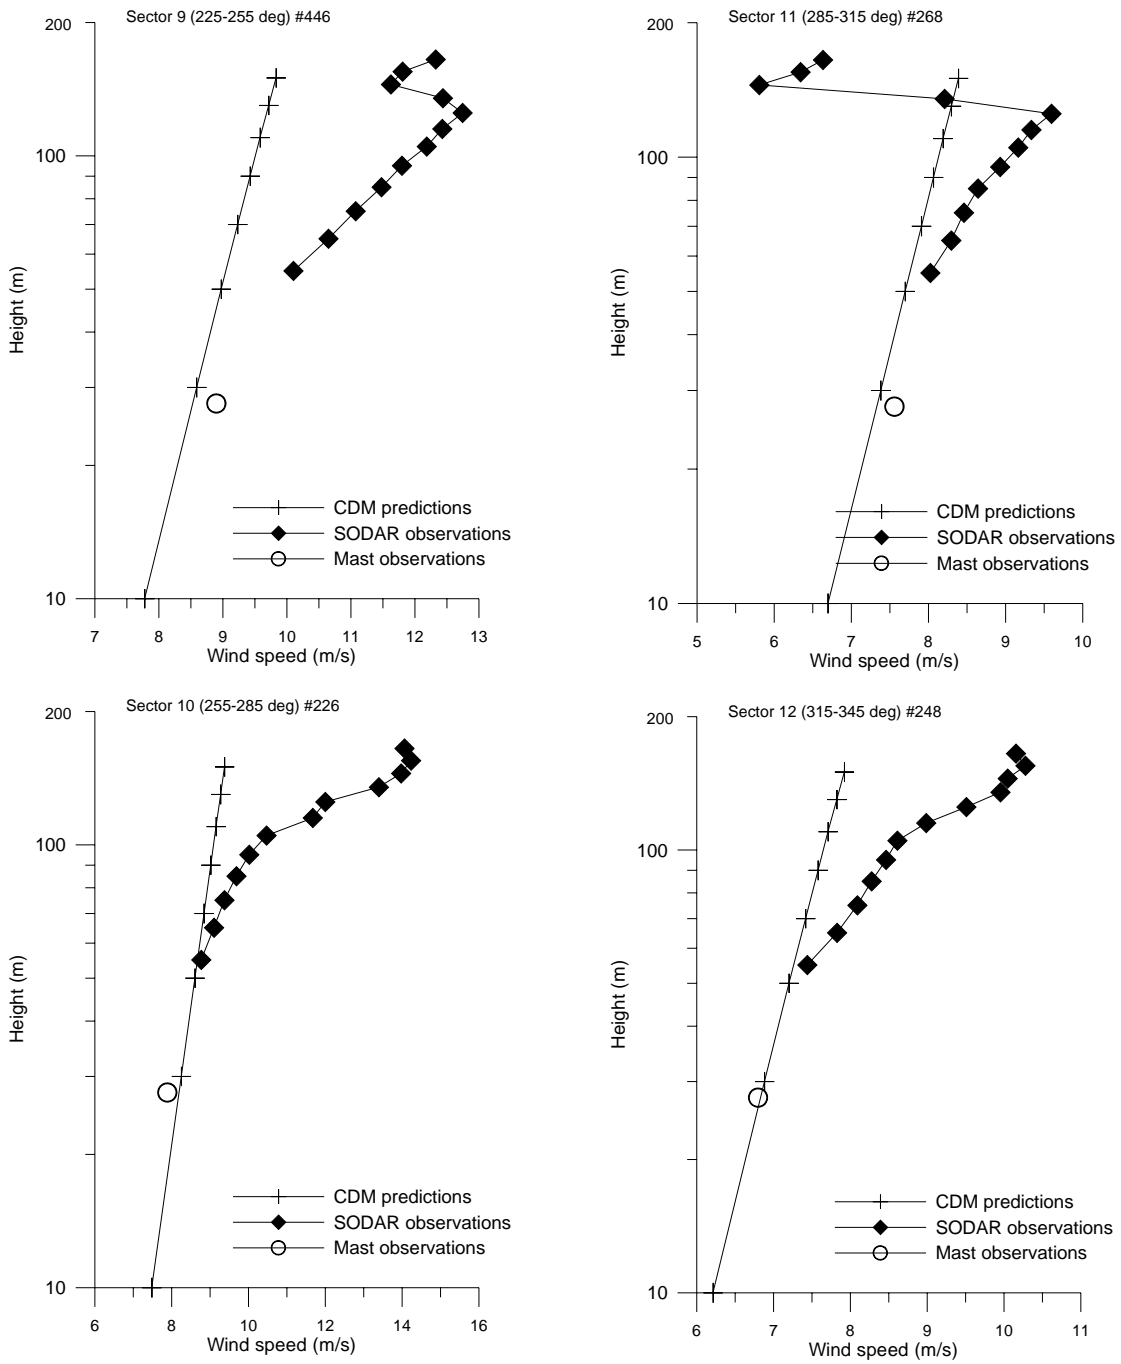 Sector 9 (225-255 deg) #446
200
100
10
Height (m)
CDM predictions
SODAR observations
Mast observations
7 8 9 10 11 12 13
Wind speed (m/s)
Sector 11 (285-315 deg) #268
200
100
10
Height (m)
CDM predictions
SODAR observations
Mast observations
5 6 7 8 9 10
Wind speed (m/s)
Sector 10 (255-285 deg) #226
200
100
10
Height (m)
CDM predictions
SODAR observations
Mast observations
6 8 10 12 14 16
Wind speed (m/s)
Sector 12 (315-345 deg) #248
200
100
10
Height (m)
CDM predictions
SODAR observations
Mast observations
6 7 8 9 10 11
Wind speed (m/s)